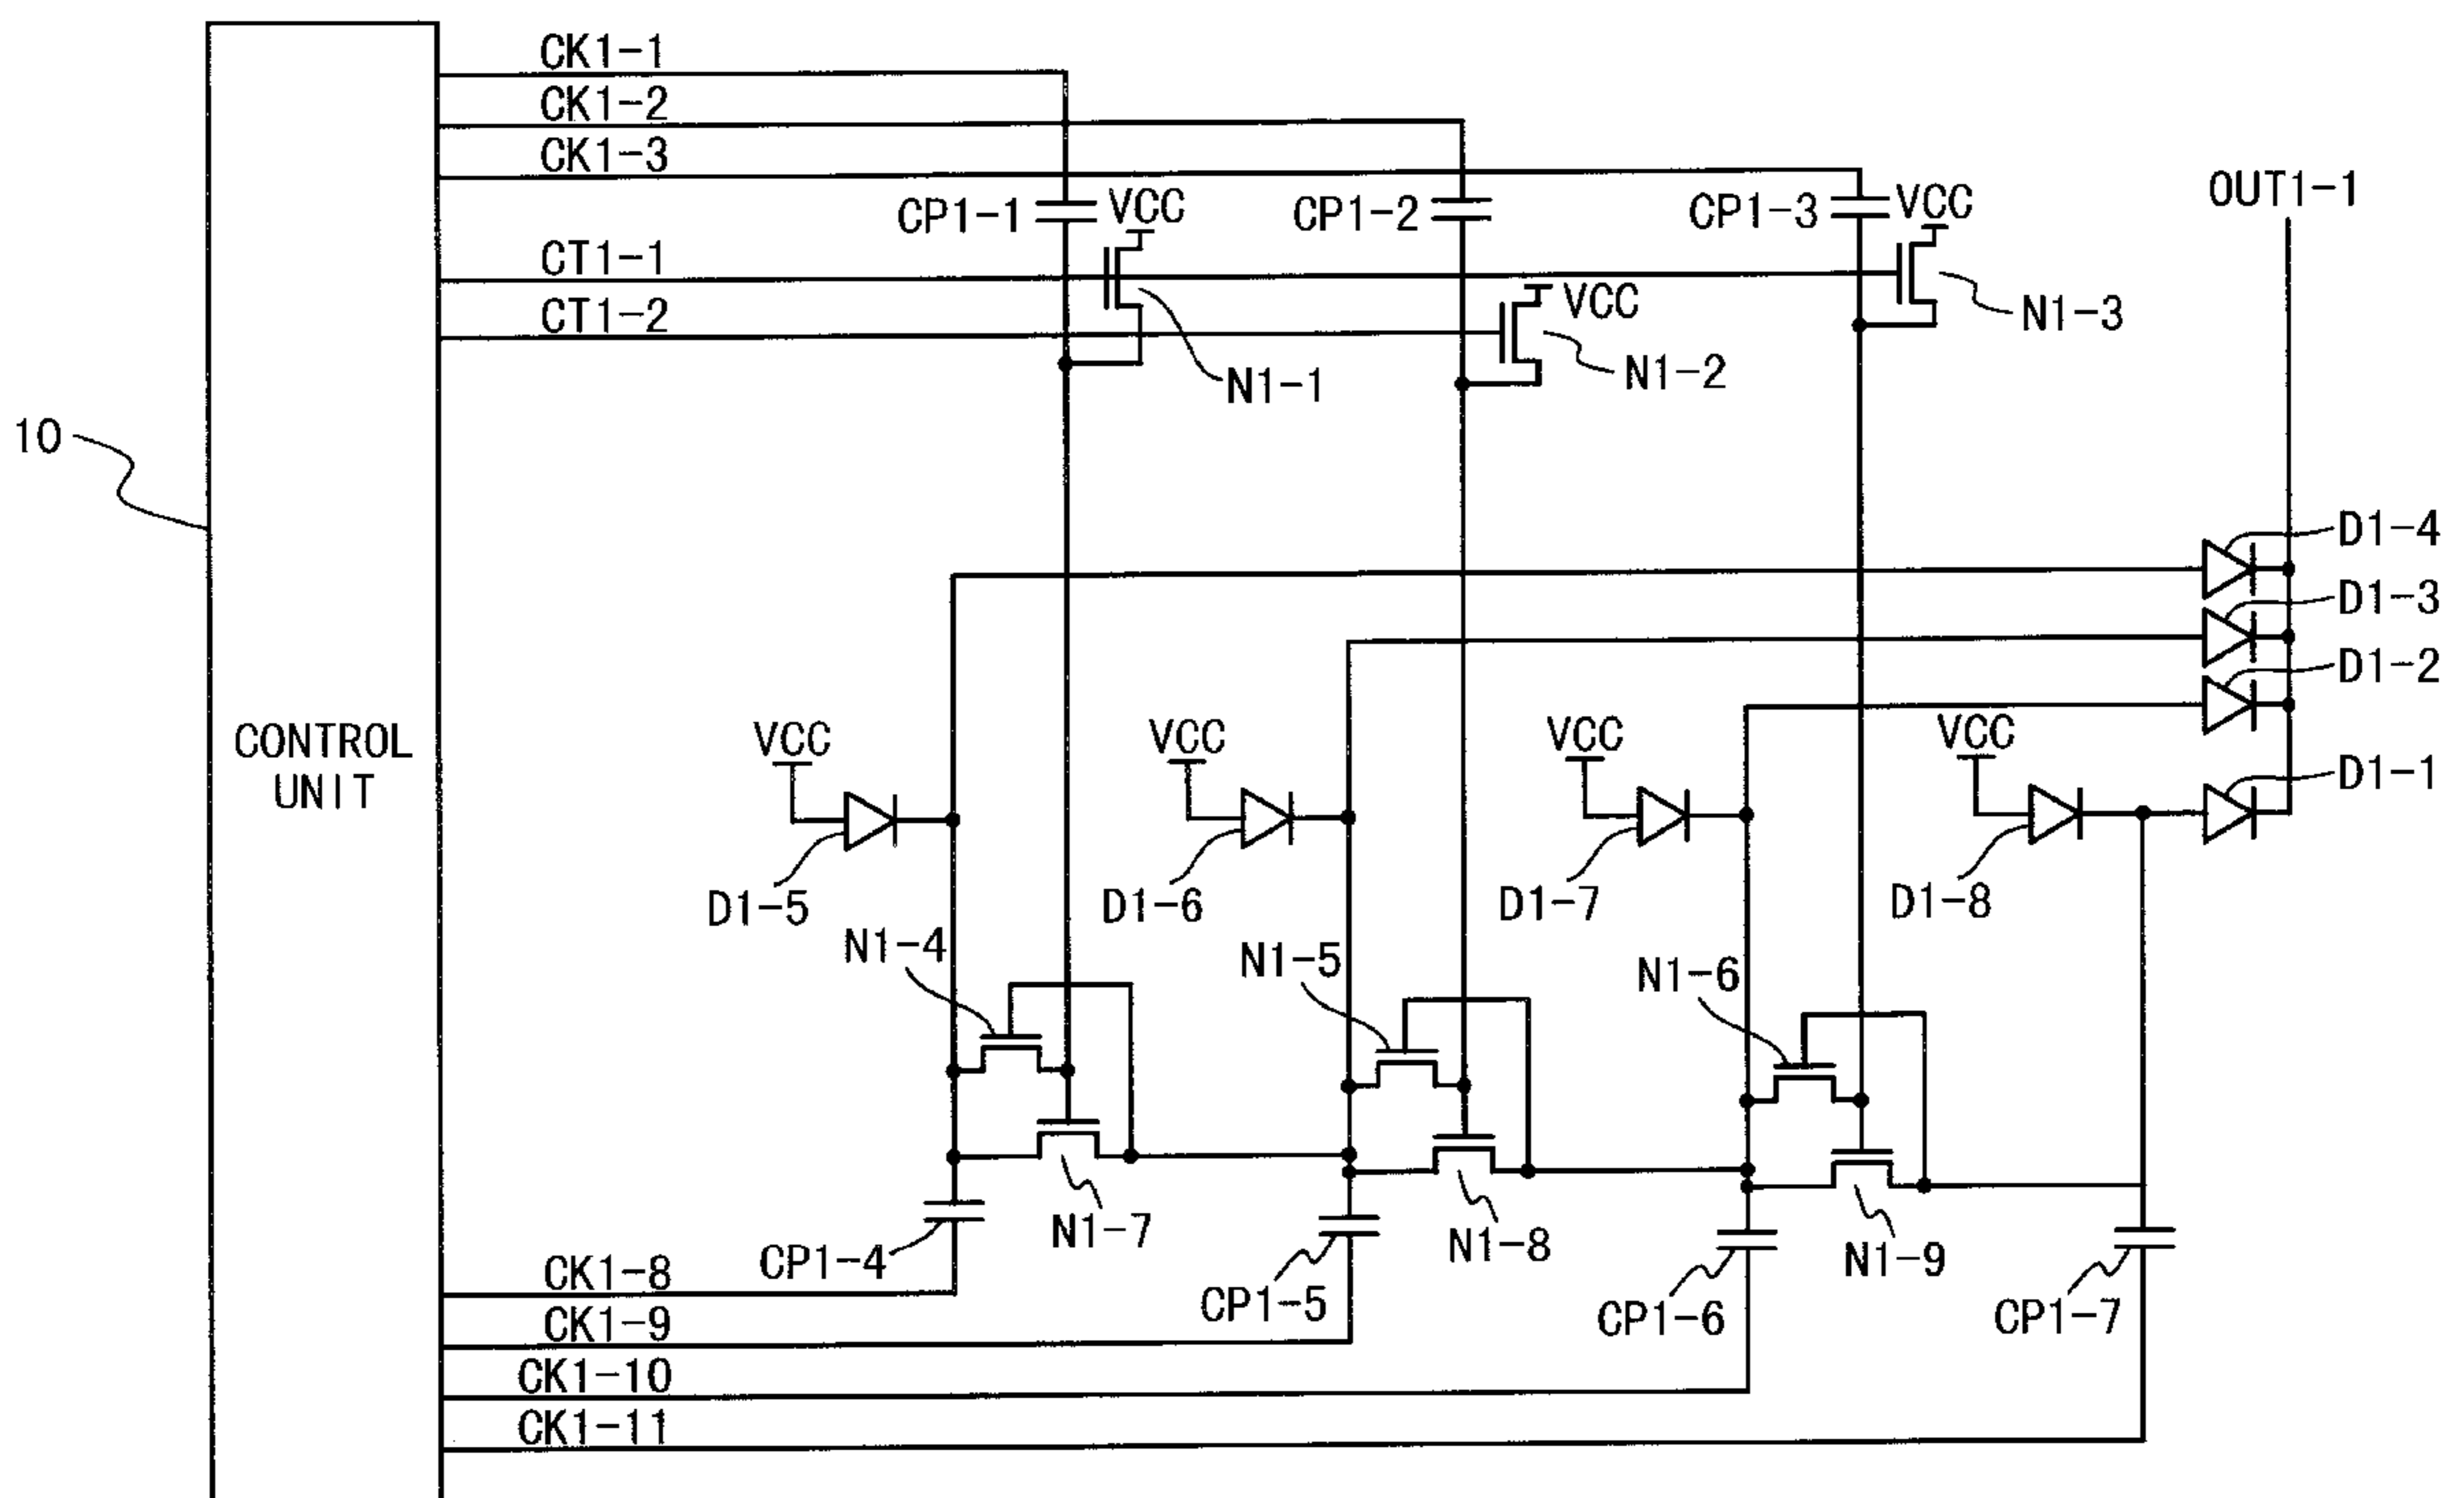 CK1-1
CK1-2
CK1-3
CP1-1
VCC
CP1-2
CP1-3
VCC
OUT1-1
CT1-1
CT1-2
VCC
N1-3
N1-1
N1-2
10
D1-4
D1-3
D1-2
D1-1
CONTROL
UNIT
VCC
VCC
VCC
VCC
D1-5
D1-6
D1-7
D1-8
N1-4
N1-5
N1-6
N1-7
N1-8
N1-9
CP1-4
CP1-5
CP1-6
CP1-7
CK1-8
CK1-9
CK1-10
CK1-11